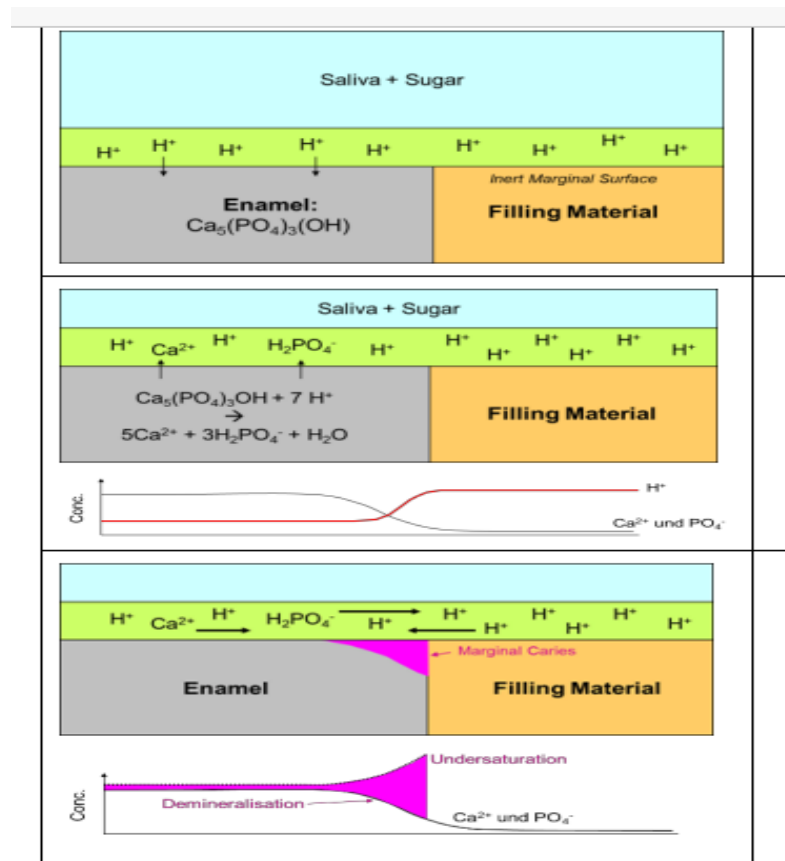 Saliva + Sugar
H⁺ H⁺ H⁺ H⁺ H⁺ H⁺ H⁺ H⁺ H⁺
Inert Marginal Surface
Enamel:
Filling Material
Ca₅(PO₄)₃(OH)
Saliva + Sugar
H⁺ Ca²⁺ H⁺ H₂PO₄⁻ H⁺ H⁺ H⁺ H⁺ H⁺ H⁺ H⁺
Ca₅(PO₄)₃OH + 7 H⁺
→
5Ca²⁺ + 3H₂PO₄⁻ + H₂O
Filling Material
Conc.
H⁺
Ca²⁺ und PO₄⁻
H⁺ Ca²⁺ H⁺ H₂PO₄⁻ H⁺ H⁺ H⁺ H⁺ H⁺ H⁺ H⁺
Marginal Caries
Enamel
Filling Material
Undersaturation
Demineralisation
Conc.
Ca²⁺ und PO₄⁻